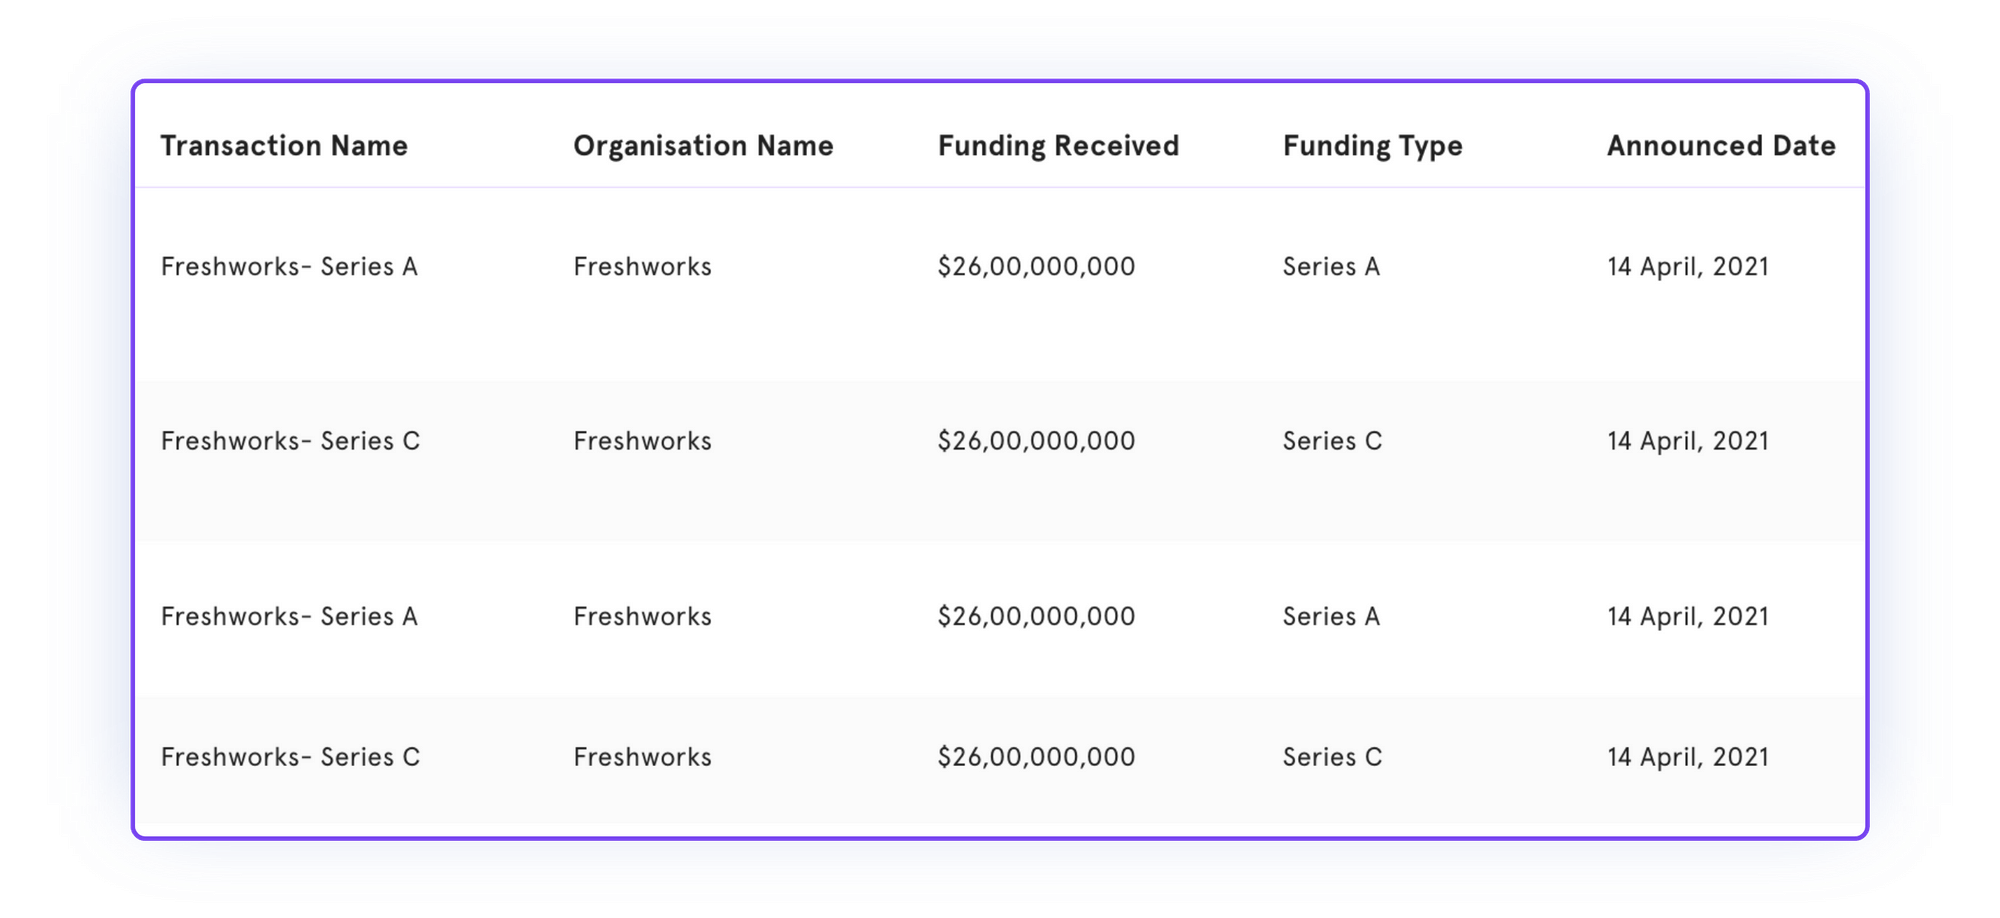 Transaction Name Organisation Name Funding Received Funding Type Announced Date
Freshworks- Series A Freshworks $26,00,000,000 Series A 14 April, 2021
Freshworks- Series C Freshworks $26,00,000,000 Series C 14 April, 2021
Freshworks- Series A Freshworks $26,00,000,000 Series A 14 April, 2021
Freshworks- Series C Freshworks $26,00,000,000 Series C 14 April, 2021